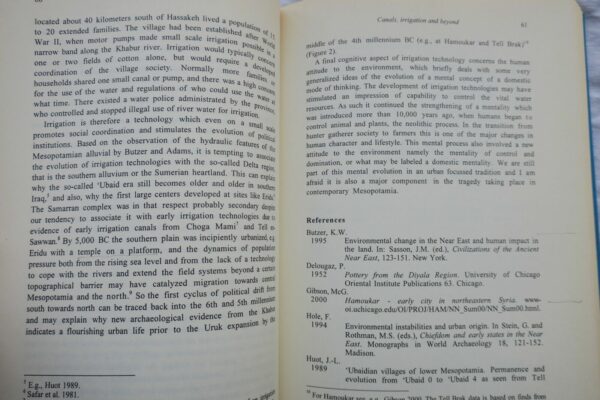 located about 40 kilometers south of Hassakeh lived a population of 15
to 20 extended families. The village had been established after World
War II, when motor pumps made small scale irrigation possible in a
narrow band along the Khabur river. Irrigation would typically concern
one or two fields of cotton alone, but would require a developed
coordination of the village society. Normally more families or
households shared one small canal or pump, and there was a high concern
for the use of the water and regulations of who could use the water at
what time. There existed a water police administrated by the province,
who controlled and stopped illegal use of river water for irrigation.
Irrigation is therefore a technology which even on a small scale
promotes social coordination and stimulates the evolution of political
institutions. Based on the observation of the hydraulic features of the
Mesopotamian alluvial by Butzer and Adams, it is tempting to associate
the evolution of irrigation technologies with the so-called Delta region,
that is the southern alluvium or the Sumerian heartland. This can explain
why the so-called 'Ubaid era still becomes older and older in southern
Iraq,⁵ and also, why the first large centers developed at sites like Eridu.⁶
The Samarran complex was in that respect probably secondary despite
our tendency to associate it with early irrigation technologies due to
evidence of early irrigation canals from Choga Mami⁷ and Tell es-
Sawwan.⁸ By 5,000 BC the southern plain was incipiently urbanized, e.g.
Eridu with a temple on a platform, and the dynamics of population
pressure both from the rising sea level and from the lack of a technology
to cope with the rivers and extend the field systems beyond a certain
topographical barrier may have catalyzed migration towards central
Mesopotamia and the north.⁹ So the first cyclus of political drift from
south towards north can be traced back into the 6th and 5th millennium
and may explain why new archaeological evidence from the Khabur
indicates a flourishing urban life prior to the Uruk expansion by the
⁵ E.g., Huot 1989.
⁶ Safar et al. 1981.
Canals, irrigation and beyond 61
middle of the 4th millennium BC (e.g., at Hamoukar and Tell Brak)¹⁰
(Figure 2).
A final cognitive aspect of irrigation technology concerns the human
attitude to the environment, which briefly deals with some very
generalized ideas of the evolution of a mental concept of a domestic
mode of thinking. The development of irrigation technologies may have
stimulated an impression of capability to control the vital water
resources. As such it continued the strengthening of a mentality which
was introduced more than 10,000 years ago, when humans began to
control animal and plants, the neolithic process. In the transition from
hunter gatherer society to farmers this is one of the major changes in
human character and lifestyle. This mental process also involved a new
attitude to the environment namely the mentality of control and
domination, or what may be labeled a domestic mentality. We are still
part of this mental evolution in an urban focussed tradition and I am
afraid it is also a major component in the tragedy taking place in
contemporary Mesopotamia.
References
Butzer, K.W.
1995 Environmental change in the Near East and human impact in
the land. In: Sasson, J.M. (ed.), Civilizations of the Ancient
Near East, 123-151. New York.
Delougaz, P.
1952 Pottery from the Diyala Region. University of Chicago
Oriental Institute Publications 63. Chicago.
Gibson, McG.
2000 Hamoukar - early city in northeastern Syria. www-
oi.uchicago.edu/OI/PROJ/HAM/NN_Sum00/NN_Sum00.html.
Hole, F.
1994 Environmental instabilities and urban origin. In Stein, G. and
Rothman, M.S. (eds.), Chiefdom and early states in the Near
East. Monographs in World Archaeology 18, 121-152.
Madison.
Huot, J.-L.
1989 'Ubaidian villages of lower Mesopotamia. Permanence and
evolution from 'Ubaid 0 to 'Ubaid 4 as seen from Tell
¹⁰ For Hamoukar see, e.g., Gibson 2000. The Tell Brak data is based on finds from